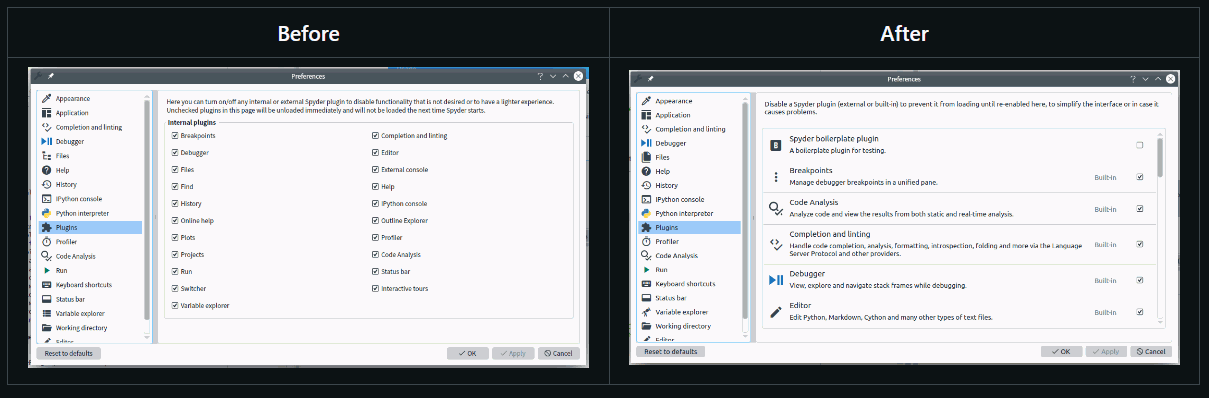 Before
After
Preferences
Appearance
Application
Completion and linting
Debugger
Files
Help
History
IPython console
Python interpreter
Plugins
Profiler
Code Analysis
Run
Keyboard shortcuts
Status bar
Variable explorer
Working directory
Editor
Here you can turn on/off any internal or external Spyder plugin to disable functionality that is not desired or to have a lighter experience.
Unchecked plugins in this page will be unloaded immediately and will not be loaded the next time Spyder starts.
Internal plugins
Breakpoints
Completion and linting
Debugger
Editor
Files
External console
Find
Help
History
IPython console
Online help
Outline Explorer
Plots
Profiler
Projects
Code Analysis
Run
Status bar
Switcher
Interactive tours
Variable explorer
Reset to defaults
OK
Apply
Cancel
Preferences
Appearance
Application
Completion and linting
Debugger
Files
Help
History
IPython console
Python interpreter
Plugins
Profiler
Code Analysis
Run
Keyboard shortcuts
Status bar
Variable explorer
Working directory
Editor
Disable a Spyder plugin (external or built-in) to prevent it from loading until re-enabled here, to simplify the interface or in case it
causes problems.
B
Spyder boilerplate plugin
A boilerplate plugin for testing.
Breakpoints
Manage debugger breakpoints in a unified pane.
Built-in
Code Analysis
Analyze code and view the results from both static and real-time analysis.
Built-in
Completion and linting
Handle code completion, analysis, formatting, introspection, folding and more via the Language
Server Protocol and other providers.
Built-in
Debugger
View, explore and navigate stack frames while debugging.
Built-in
Editor
Edit Python, Markdown, Cython and many other types of text files.
Built-in
Reset to defaults
OK
Apply
Cancel